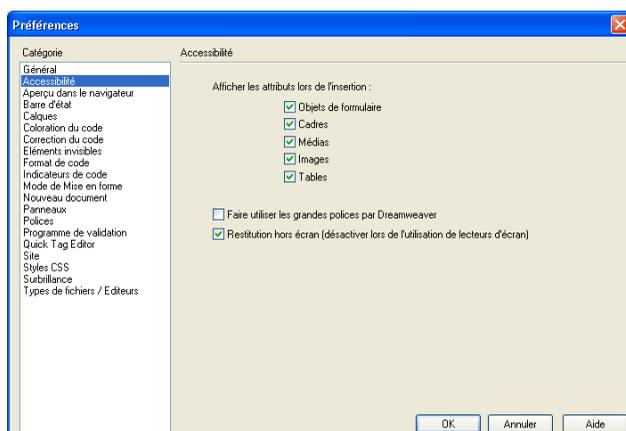 Préférences
Catégorie
Général
Accessibilité
Aperçu dans le navigateur
Barre d'état
Calques
Coloration du code
Correction du code
Eléments invisibles
Format de code
Indicateurs de code
Mode de Mise en forme
Nouveau document
Panneaux
Polices
Programme de validation
Quick Tag Editor
Site
Styles CSS
Surbrillance
Types de fichiers / Editeurs
Accessibilité
Afficher les attributs lors de l'insertion :
Objets de formulaire
Cadres
Médias
Images
Tables
Faire utiliser les grandes polices par Dreamweaver
Restitution hors écran (désactiver lors de l'utilisation de lecteurs d'écran)
OK Annuler Aide